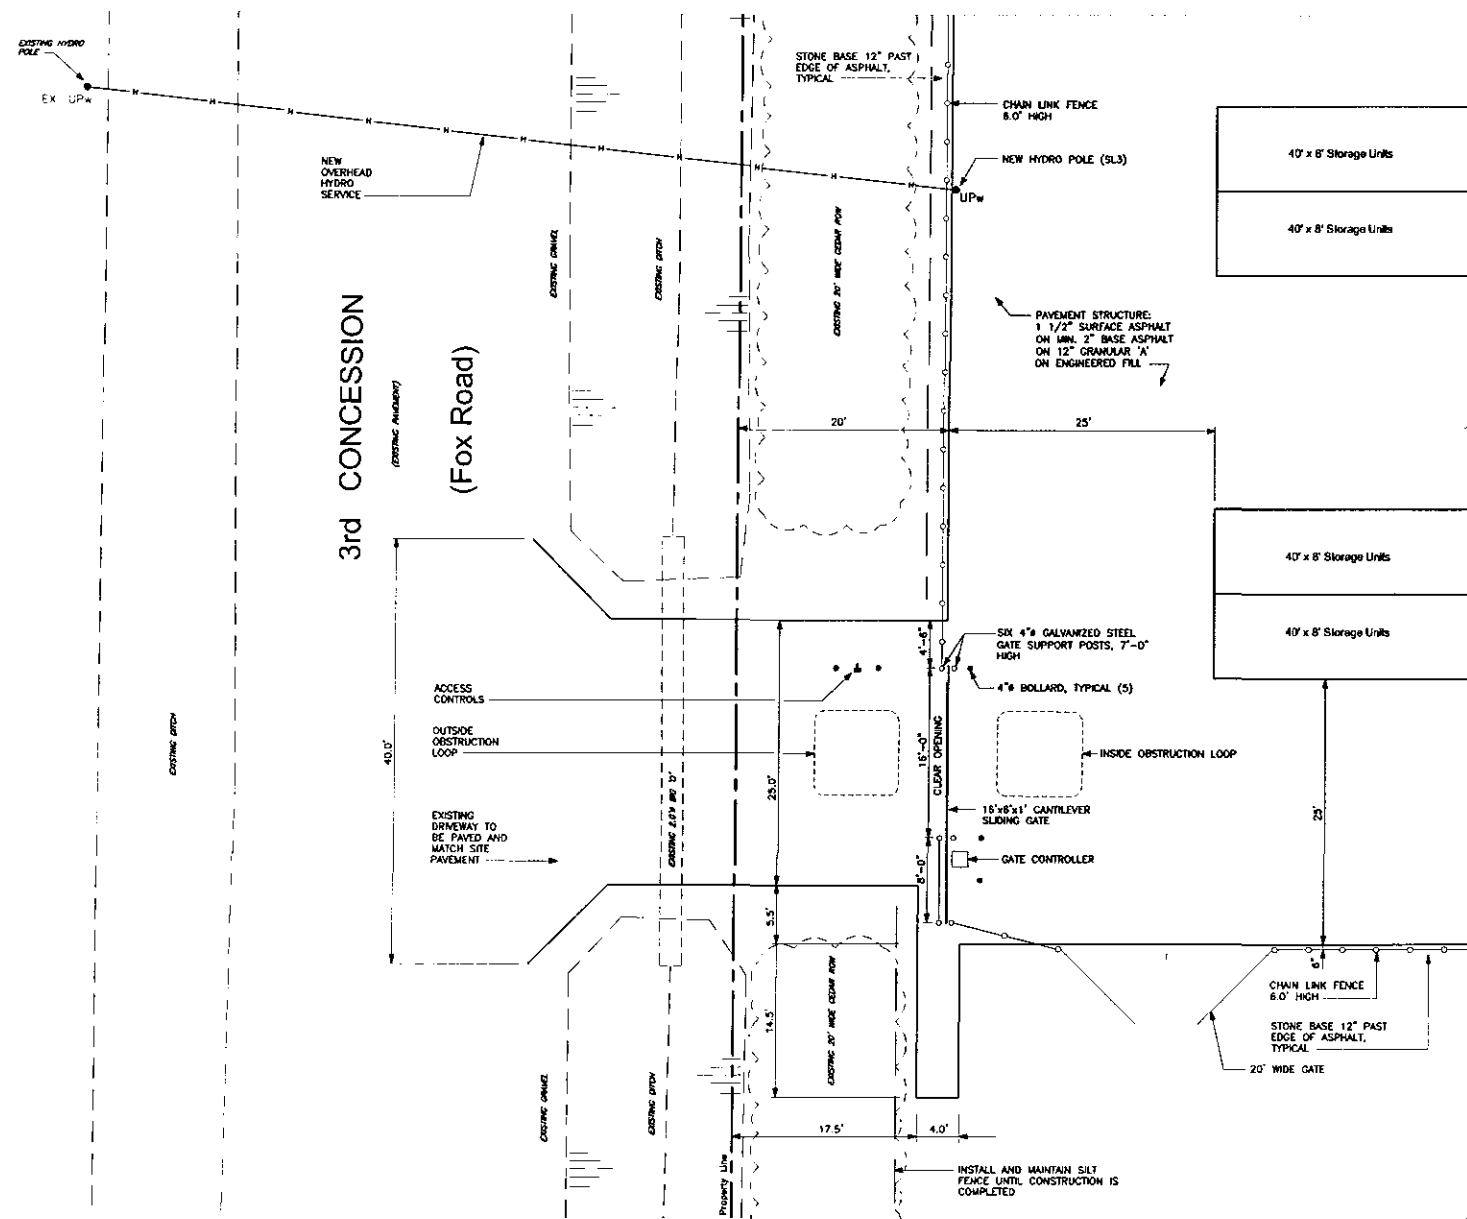 EXISTING HYDRO
POLE
EX UPw
NEW
OVERHEAD
HYDRO
SERVICE
STONE BASE 12" PAST
EDGE OF ASPHALT,
TYPICAL
CHAIN LINK FENCE
6.0' HIGH
NEW HYDRO POLE (SL3)
UPw
40' x 8' Storage Units
40' x 8' Storage Units
EXISTING GRAVEL
EXISTING DITCH
EXISTING 20' WIDE CEDAR ROW
PAVEMENT STRUCTURE:
1 1/2" SURFACE ASPHALT
ON MIN. 2" BASE ASPHALT
ON 12" GRANULAR 'A'
ON ENGINEERED FILL
3rd CONCESSION
(EXISTING PAVEMENT)
(Fox Road)
20'
25'
40' x 8' Storage Units
40' x 8' Storage Units
4'-6"
SIX 4"ø GALVANIZED STEEL
GATE SUPPORT POSTS, 7'-0"
HIGH
4"ø BOLLARD, TYPICAL (5)
ACCESS
CONTROLS
OUTSIDE
OBSTRUCTION
LOOP
EXISTING DITCH
40.0'
25.0'
CLEAR OPENING
INSIDE OBSTRUCTION LOOP
16'x6'x1' CANTILEVER
SLIDING GATE
25'
EXISTING
DRIVEWAY TO
BE PAVED AND
MATCH SITE
PAVEMENT
8'-0"
GATE CONTROLLER
5.5'
14.5'
EXISTING 20' WIDE CEDAR ROW
6"
CHAIN LINK FENCE
6.0' HIGH
STONE BASE 12" PAST
EDGE OF ASPHALT,
TYPICAL
20' WIDE GATE
EXISTING GRAVEL
EXISTING DITCH
17.5'
4.0'
Property Line
INSTALL AND MAINTAIN SILT
FENCE UNTIL CONSTRUCTION IS
COMPLETED